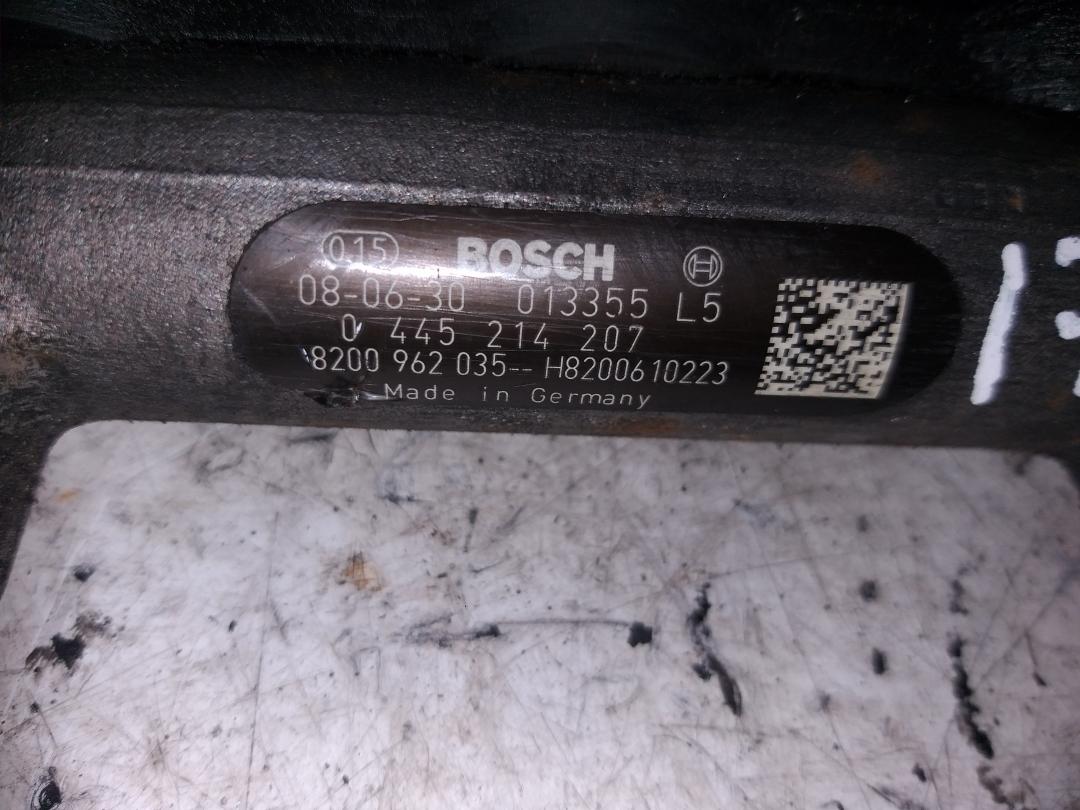 015 BOSCH
08-06-30 013355 L5
0 445 214 207
8200 962 035-- H8200610223
Made in Germany